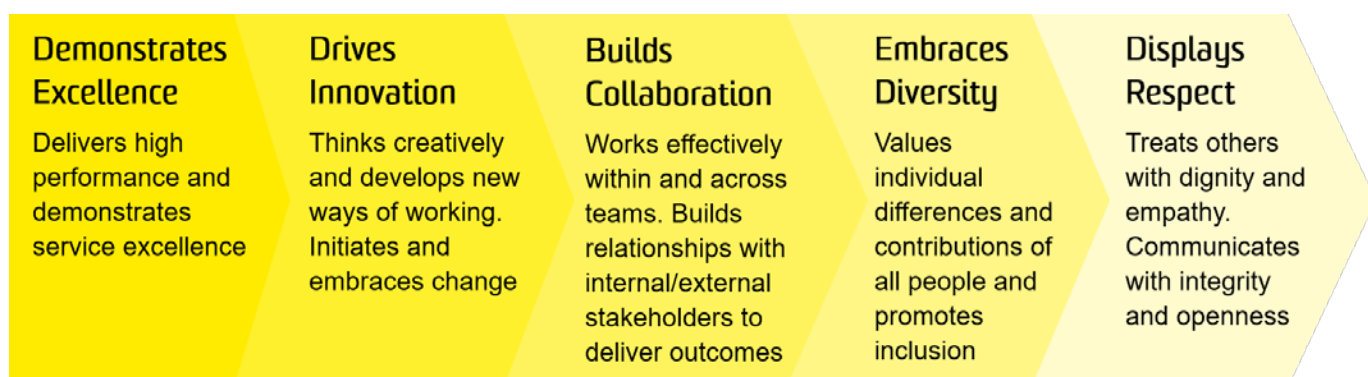 Demonstrates
Excellence
Delivers high
performance and
demonstrates
service excellence
Drives
Innovation
Thinks creatively
and develops new
ways of working.
Initiates and
embraces change
Builds
Collaboration
Works effectively
within and across
teams. Builds
relationships with
internal/external
stakeholders to
deliver outcomes
Embraces
Diversity
Values
individual
differences and
contributions of
all people and
promotes
inclusion
Displays
Respect
Treats others
with dignity and
empathy.
Communicates
with integrity
and openness